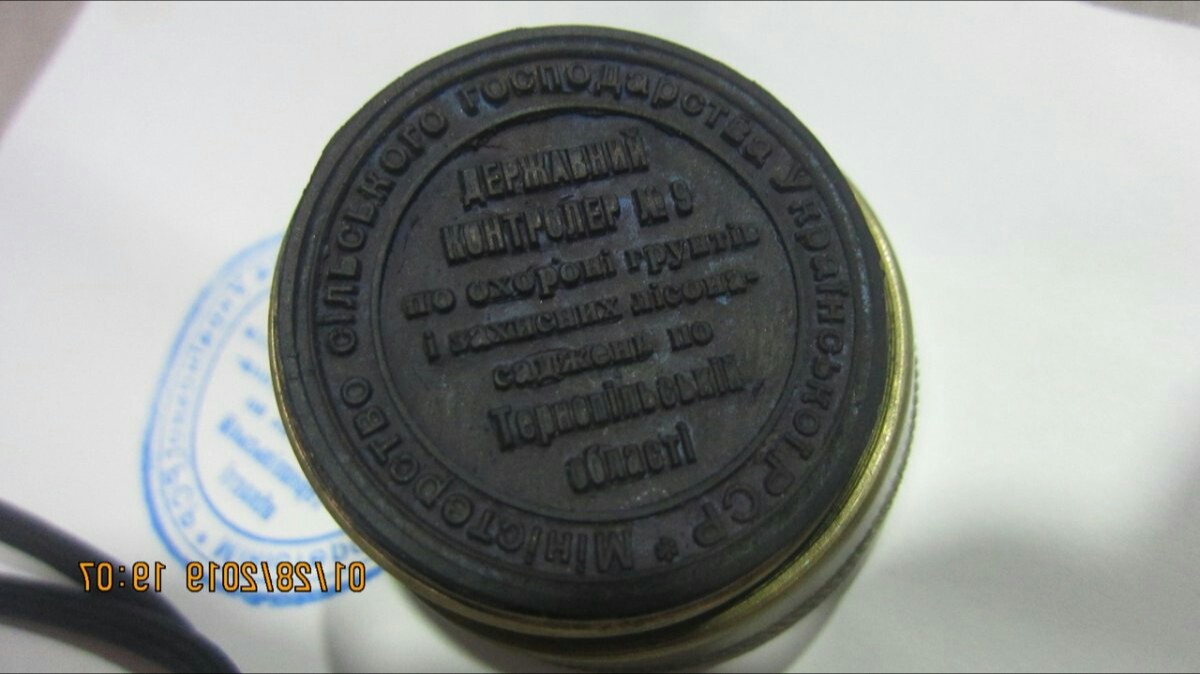 Міністерство сільського господарства Української РСР *
ДЕРЖАВНИЙ
КОНТРОЛЕР № 9
по охороні грунтів
і захисних лісона-
саджень по
Тернопільській
області
01/28/2019 19:07